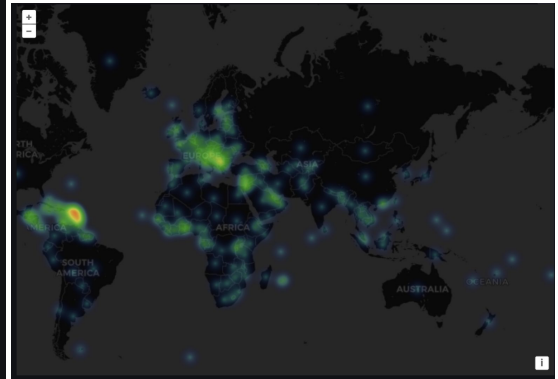 +
−
EUROPE
ASIA
AFRICA
SOUTH
AMERICA
AUSTRALIA
i